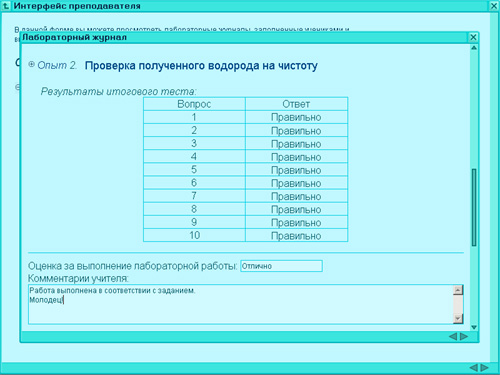 Интерфейс преподавателя
В данной форме вы можете просмотреть лабораторные журналы, заполненные учениками и
Лабораторный журнал
Опыт 2. Проверка полученного водорода на чистоту
Результаты итогового теста:
Вопрос Ответ
1 Правильно
2 Правильно
3 Правильно
4 Правильно
5 Правильно
6 Правильно
7 Правильно
8 Правильно
9 Правильно
10 Правильно
Оценка за выполнение лабораторной работы: Отлично
Комментарии учителя:
Работа выполнена в соответствии с заданием.
Молодец!